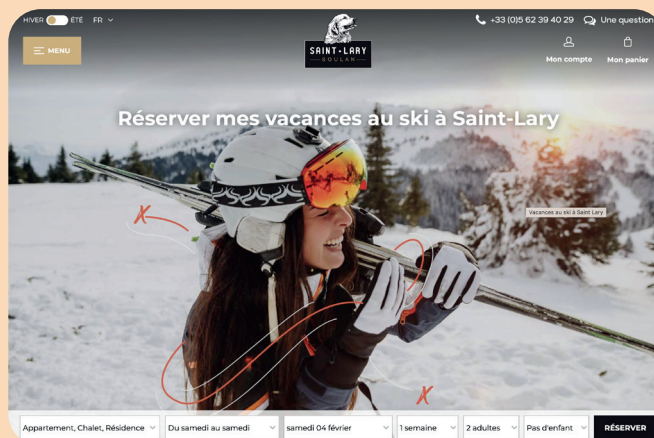 HIVER ÉTÉ FR
+33 (0)5 62 39 40 29 Une question
MENU
SAINT•LARY
SOULAN
Mon compte Mon panier
Réserver mes vacances au ski à Saint-Lary
Vacances au ski à Saint Lary
Appartement, Chalet, Résidence Du samedi au samedi samedi 04 février 1 semaine 2 adultes Pas d'enfant RÉSERVER